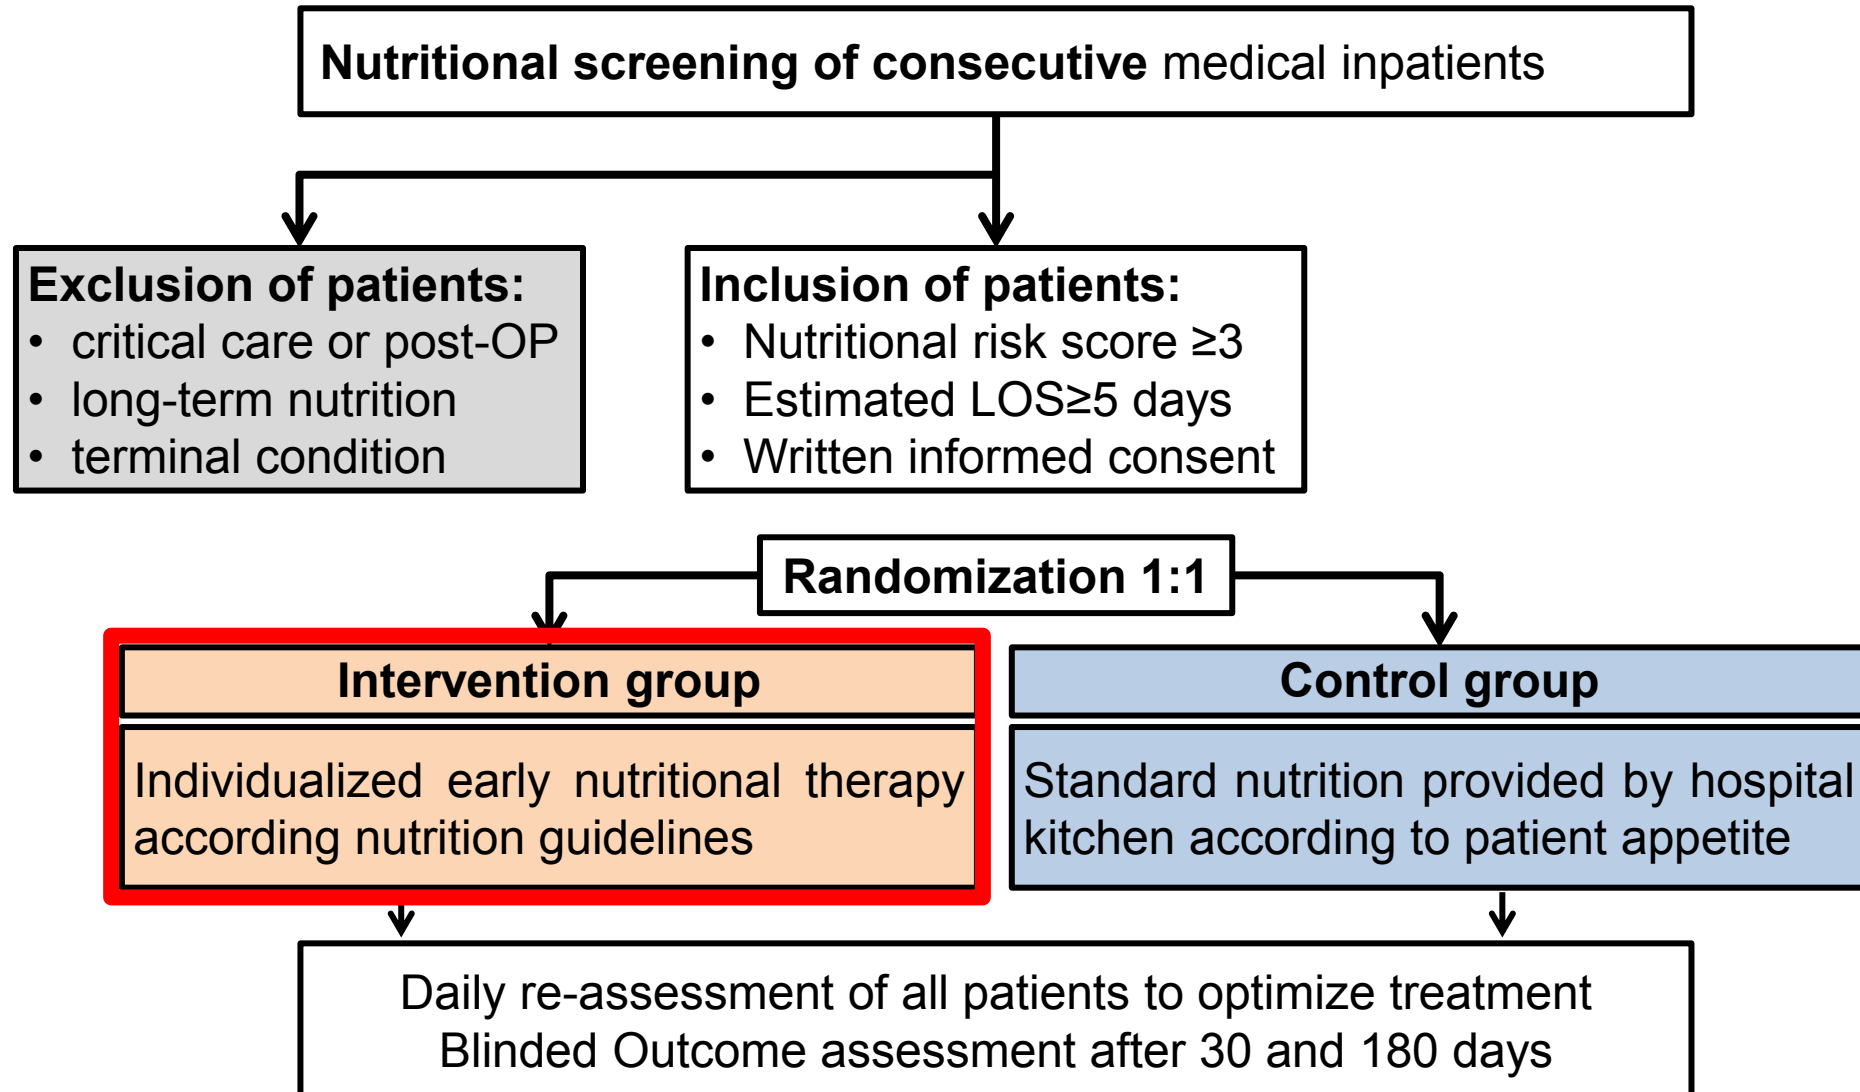 Nutritional screening of consecutive medical inpatients
Exclusion of patients:
• critical care or post-OP
• long-term nutrition
• terminal condition
Inclusion of patients:
• Nutritional risk score ≥3
• Estimated LOS≥5 days
• Written informed consent
Randomization 1:1
Intervention group
Individualized early nutritional therapy
according nutrition guidelines
Control group
Standard nutrition provided by hospital
kitchen according to patient appetite
Daily re-assessment of all patients to optimize treatment
Blinded Outcome assessment after 30 and 180 days